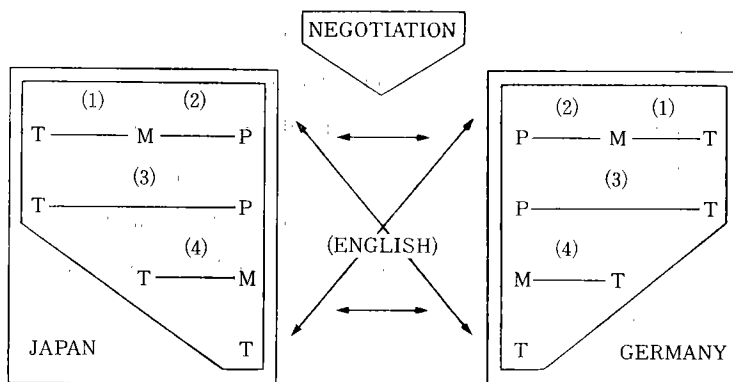 NEGOTIATION
(1) (2)
T M P
(3)
T P
(4)
T M
T
JAPAN
(ENGLISH)
(2) (1)
P M T
(3)
P T
(4)
M T
T
GERMANY